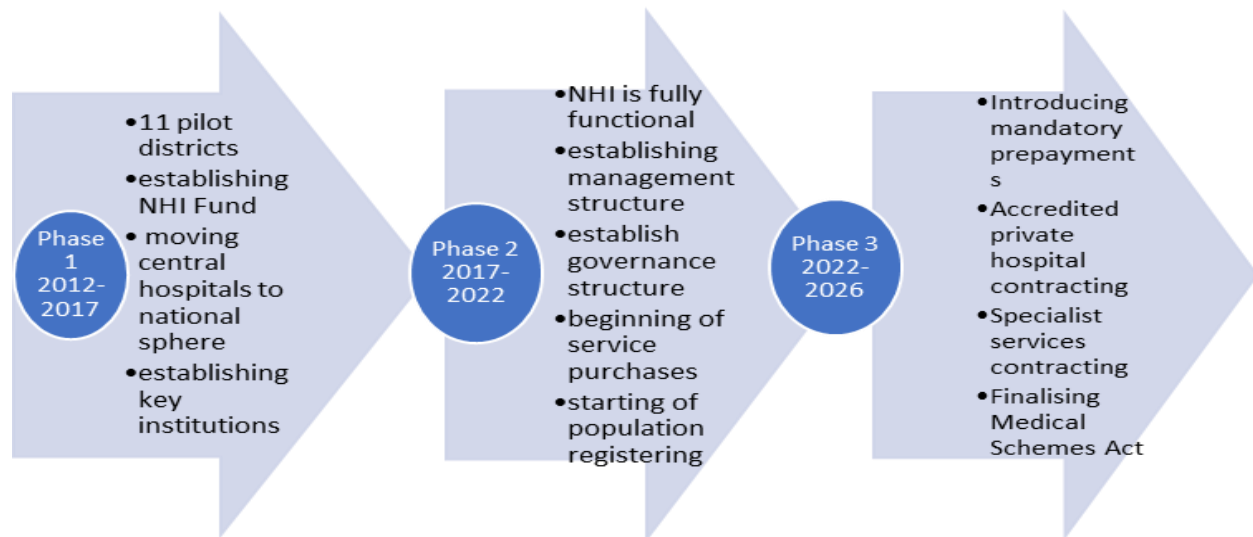 Phase
1
2012-
2017
•11 pilot
districts
•establishing
NHI Fund
• moving
central
hospitals to
national
sphere
•establishing
key
institutions
Phase 2
2017-
2022
•NHI is fully
functional
•establishing
management
structure
•establish
governance
structure
•beginning of
service
purchases
•starting of
population
registering
Phase 3
2022-
2026
•Introducing
mandatory
prepayment
s
•Accredited
private
hospital
contracting
•Specialist
services
contracting
•Finalising
Medical
Schemes Act